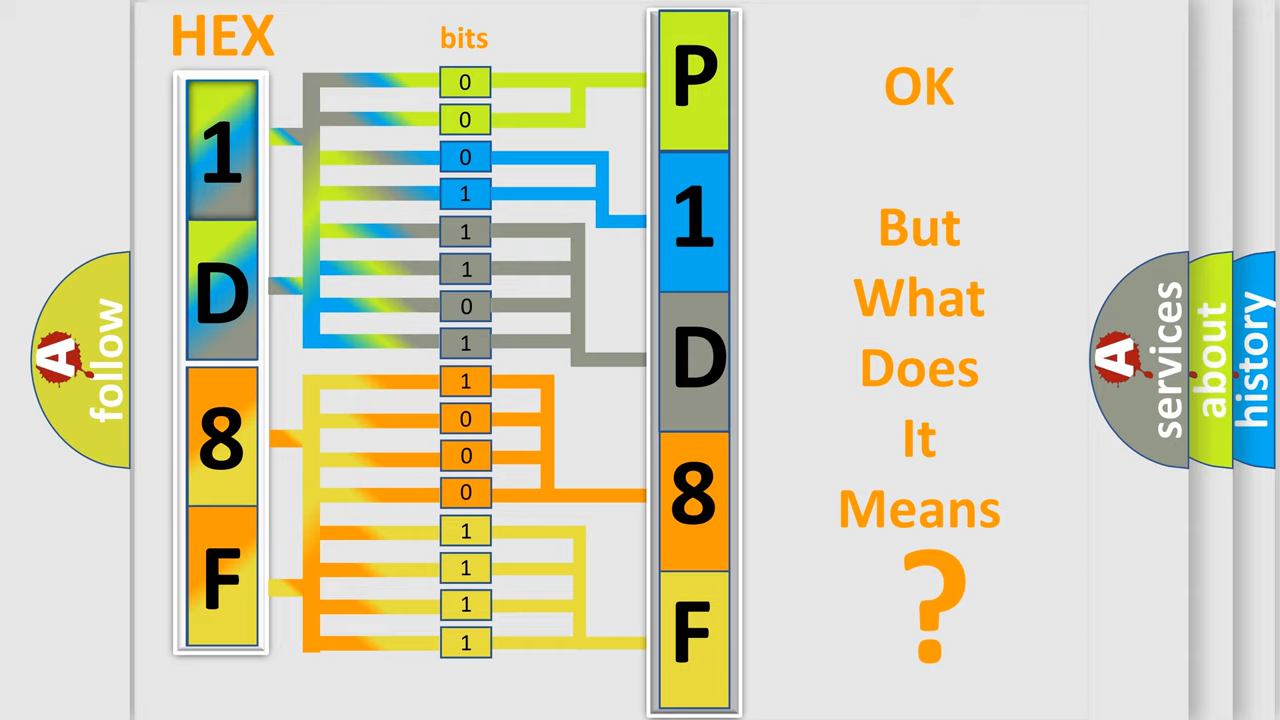 HEX
bits
1
D
8
F
0
0
0
1
1
1
0
1
1
0
0
0
1
1
1
1
P
1
D
8
F
OK
But
What
Does
It
Means
?
A
follow
A
services
about
history